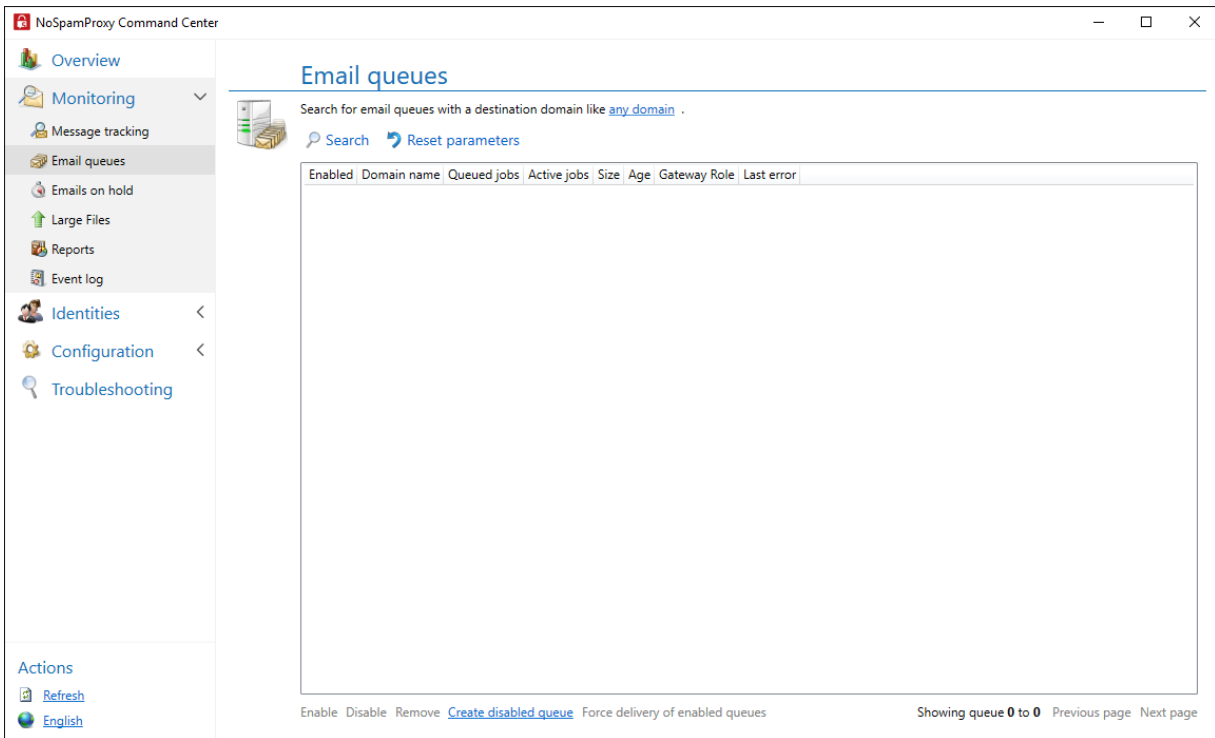 NoSpamProxy Command Center
Overview
Monitoring
Message tracking
Email queues
Emails on hold
Large Files
Reports
Event log
Identities
Configuration
Troubleshooting
Actions
Refresh
English
Email queues
Search for email queues with a destination domain like any domain .
Search Reset parameters
Enabled Domain name Queued jobs Active jobs Size Age Gateway Role Last error
Enable Disable Remove Create disabled queue Force delivery of enabled queues Showing queue 0 to 0 Previous page Next page